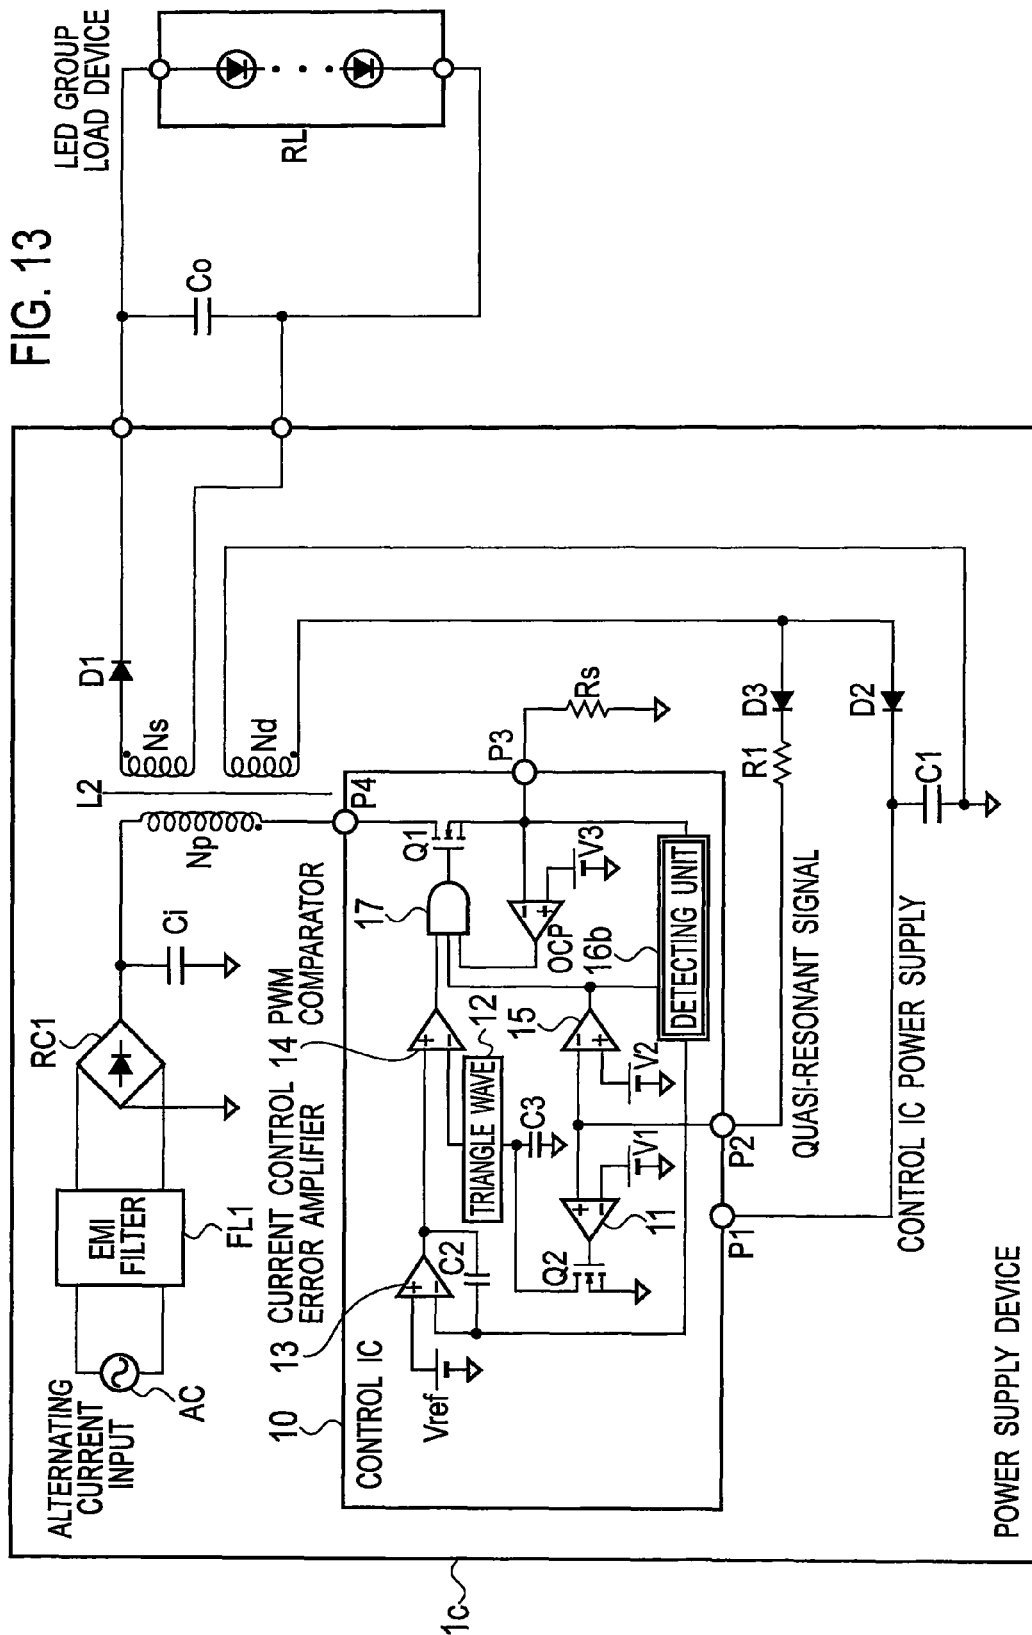 FIG. 13
LED GROUP
LOAD DEVICE
RL
Co
D1
Ns
L2
Nd
Np
Ci
RC1
EMI
FILTER
FL1
ALTERNATING
CURRENT
INPUT
AC
10
CONTROL IC
13 CURRENT CONTROL
ERROR AMPLIFIER
14 PWM
COMPARATOR
17
Q1
P4
P3
Rs
Vref
C2
TRIANGLE WAVE
12
C3
OCP
V3
16b
DETECTING UNIT
15
V2
11
V1
Q2
P1
P2
QUASI-RESONANT SIGNAL
R1
D3
D2
C1
CONTROL IC POWER SUPPLY
POWER SUPPLY DEVICE
1c